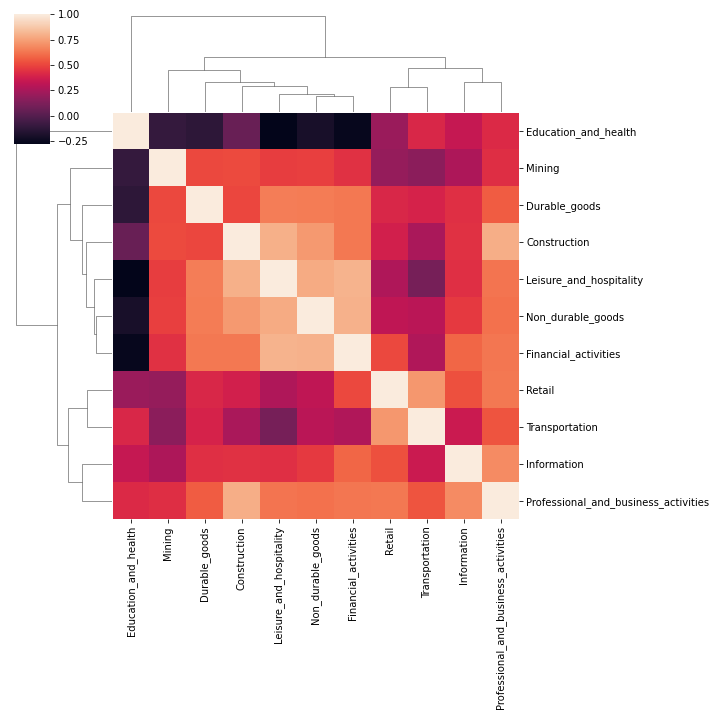 1.00
0.75
0.50
0.25
0.00
−0.25
Education_and_health
Mining
Durable_goods
Construction
Leisure_and_hospitality
Non_durable_goods
Financial_activities
Retail
Transportation
Information
Professional_and_business_activities
Education_and_health
Mining
Durable_goods
Construction
Leisure_and_hospitality
Non_durable_goods
Financial_activities
Retail
Transportation
Information
Professional_and_business_activities